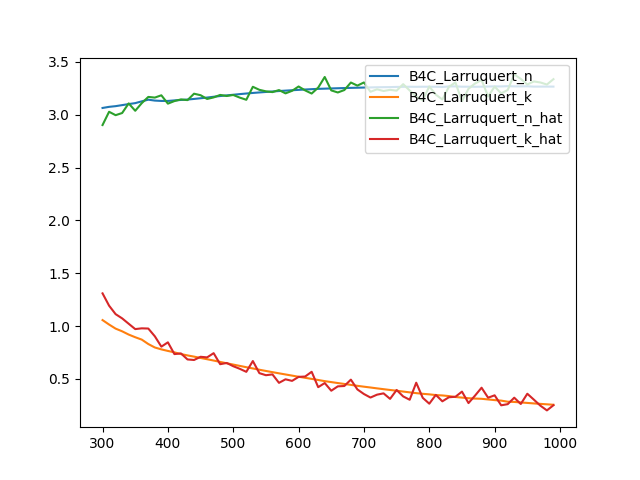 3.5
3.0
2.5
2.0
1.5
1.0
0.5
300 400 500 600 700 800 900 1000
B4C_Larruquert_n
B4C_Larruquert_k
B4C_Larruquert_n_hat
B4C_Larruquert_k_hat